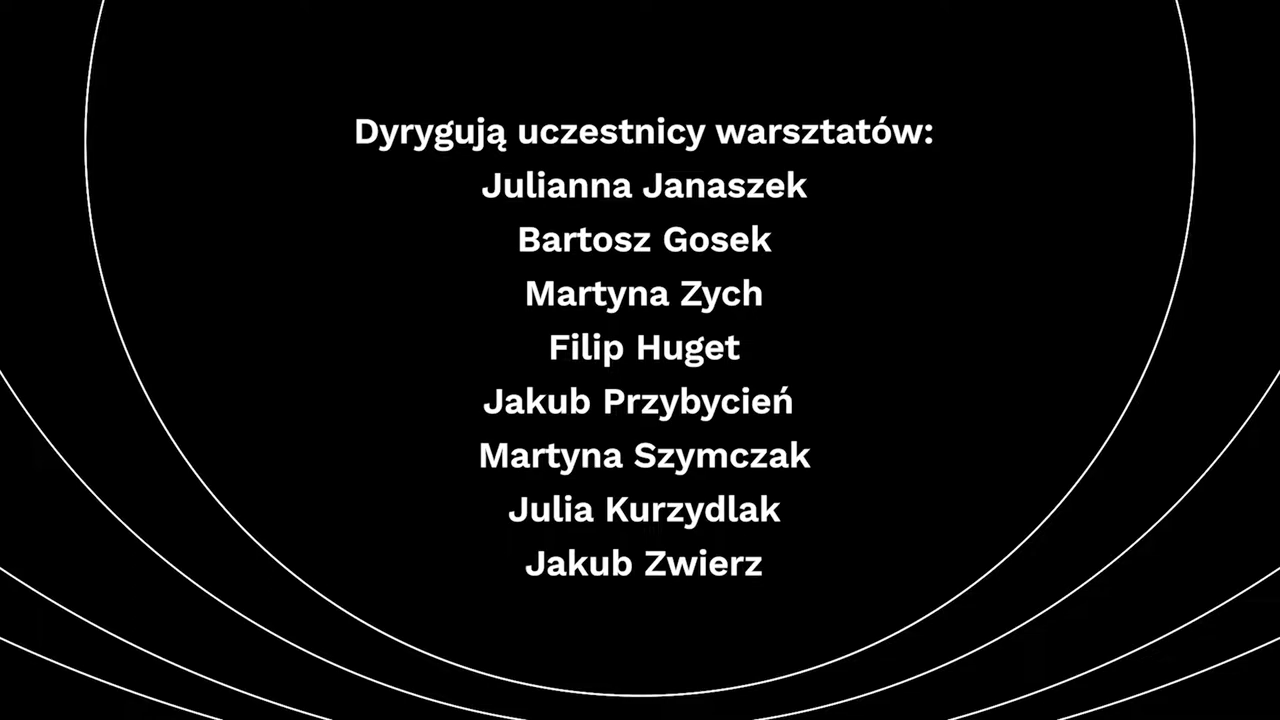 Dyrygują uczestnicy warsztatów:
Julianna Janaszek
Bartosz Gosek
Martyna Zych
Filip Huget
Jakub Przybycień
Martyna Szymczak
Julia Kurzydlak
Jakub Zwierz